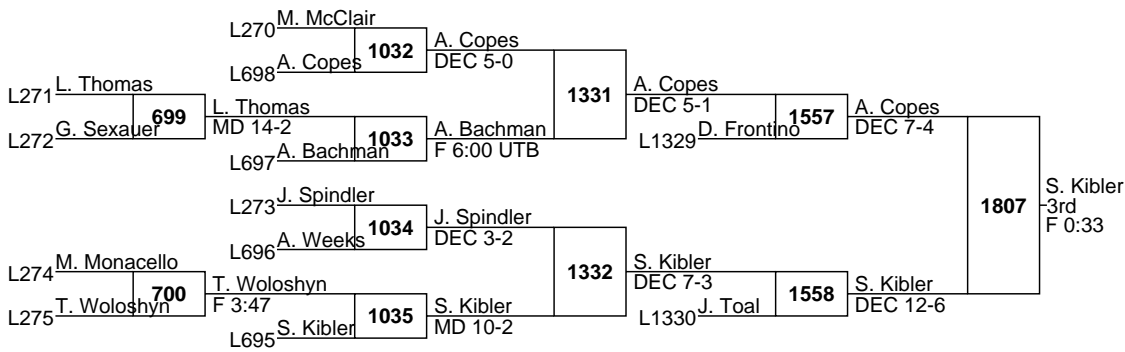 M. McClair
L270
1032
A. Copes
DEC 5-0
A. Copes
L698
L. Thomas
L271
699
L. Thomas
MD 14-2
G. Sexauer
L272
1033
A. Bachman
F 6:00 UTB
A. Bachman
L697
1331
A. Copes
DEC 5-1
D. Frontino
L1329
1557
A. Copes
DEC 7-4
J. Spindler
L273
1034
J. Spindler
DEC 3-2
A. Weeks
L696
M. Monacello
L274
700
T. Woloshyn
F 3:47
T. Woloshyn
L275
1035
S. Kibler
MD 10-2
S. Kibler
L695
1332
S. Kibler
DEC 7-3
J. Toal
L1330
1558
S. Kibler
DEC 12-6
1807
S. Kibler
3rd
F 0:33